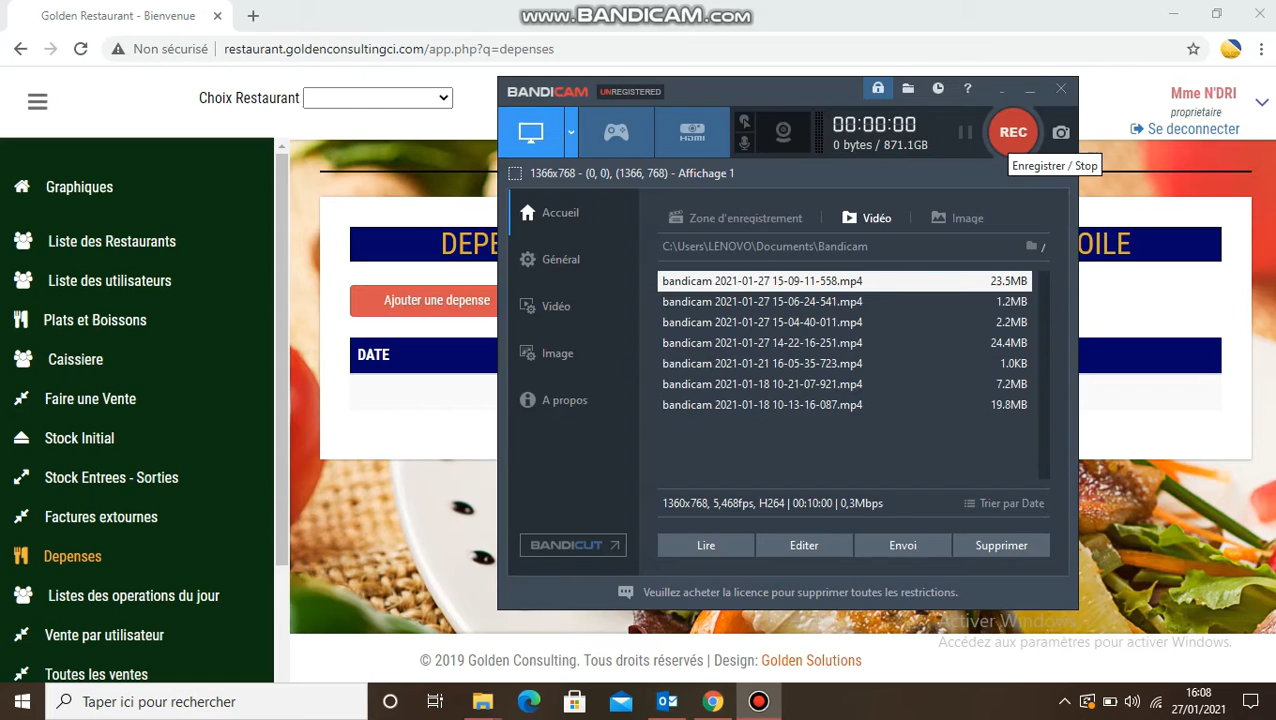 Golden Restaurant - Bienvenue
www.BANDICAM.com
Non sécurisé
restaurant.goldenconsultingci.com/app.php?q=depenses
Choix Restaurant
Mme N'DRI
proprietaire
Se deconnecter
Graphiques
Liste des Restaurants
Liste des utilisateurs
Plats et Boissons
Caissiere
Faire une Vente
Stock Initial
Stock Entrees - Sorties
Factures extournes
Depenses
Listes des operations du jour
Vente par utilisateur
Toutes les ventes
DEPE
OILE
Ajouter une depense
DATE
BANDICAM UNREGISTERED
HDMI
00:00:00
0 bytes / 871.1GB
REC
Enregistrer / Stop
1366x768 - (0, 0), (1366, 768) - Affichage 1
Accueil
Général
Vidéo
Image
A propos
BANDICUT
Zone d'enregistrement
Vidéo
Image
C:\Users\LENOVO\Documents\Bandicam
/
bandicam 2021-01-27 15-09-11-558.mp4 23.5MB
bandicam 2021-01-27 15-06-24-541.mp4 1.2MB
bandicam 2021-01-27 15-04-40-011.mp4 2.2MB
bandicam 2021-01-27 14-22-16-251.mp4 24.4MB
bandicam 2021-01-21 16-05-35-723.mp4 1.0KB
bandicam 2021-01-18 10-21-07-921.mp4 7.2MB
bandicam 2021-01-18 10-13-16-087.mp4 19.8MB
1360x768, 5,468fps, H264 | 00:10:00 | 0,3Mbps
Trier par Date
Lire
Editer
Envoi
Supprimer
Veuillez acheter la licence pour supprimer toutes les restrictions.
Activer Windows
Accédez aux paramètres pour activer Windows.
© 2019 Golden Consulting. Tous droits réservés | Design: Golden Solutions
Taper ici pour rechercher
16:08
27/01/2021